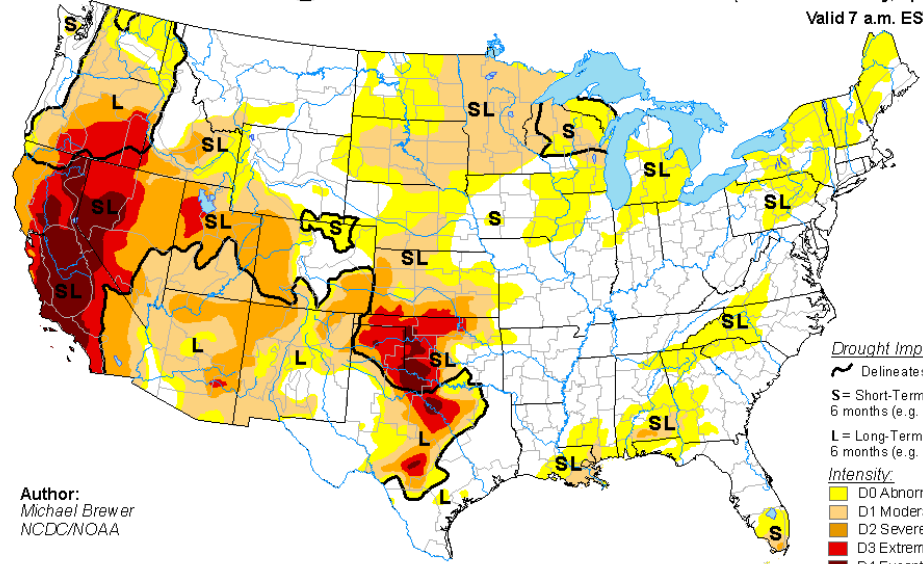 Valid 7 a.m. ES
S
L
SL
SL
S
SL
SL
SL
S
S
SL
SL
SL
SL
L
L
SL
L
L
SL
SL
S
Drought Imp
Delineates
S = Short-Term
6 months (e.g.
L = Long-Term
6 months (e.g.
Intensity:
D0 Abnorm
D1 Modera
D2 Severe
D3 Extrem
Author:
Michael Brewer
NCDC/NOAA